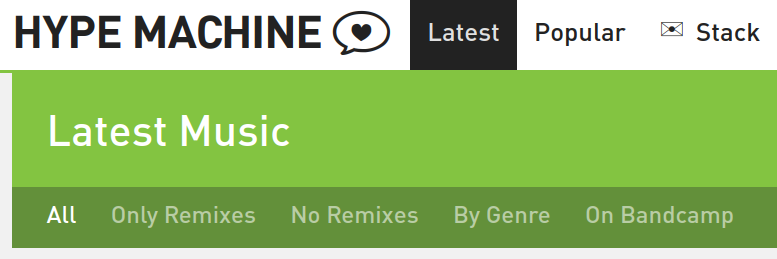 HYPE MACHINE Latest Popular Stack
Latest Music
All Only Remixes No Remixes By Genre On Bandcamp